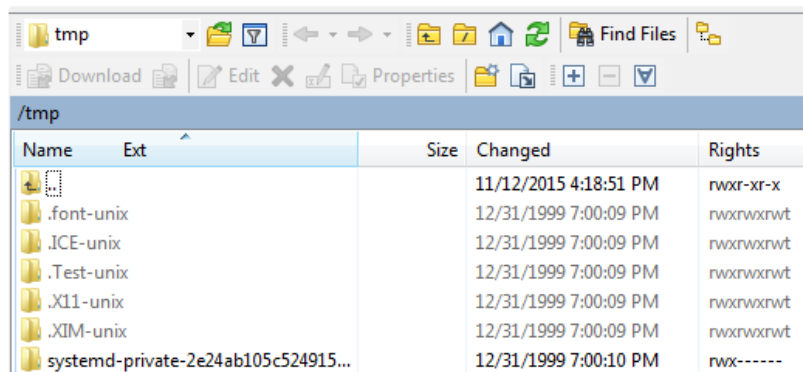 tmp Find Files
Download Edit Properties
/tmp
Name Ext Size Changed Rights
.. 11/12/2015 4:18:51 PM rwxr-xr-x
.font-unix 12/31/1999 7:00:09 PM rwxrwxrwt
.ICE-unix 12/31/1999 7:00:09 PM rwxrwxrwt
.Test-unix 12/31/1999 7:00:09 PM rwxrwxrwt
.X11-unix 12/31/1999 7:00:09 PM rwxrwxrwt
.XIM-unix 12/31/1999 7:00:09 PM rwxrwxrwt
systemd-private-2e24ab105c524915... 12/31/1999 7:00:10 PM rwx------